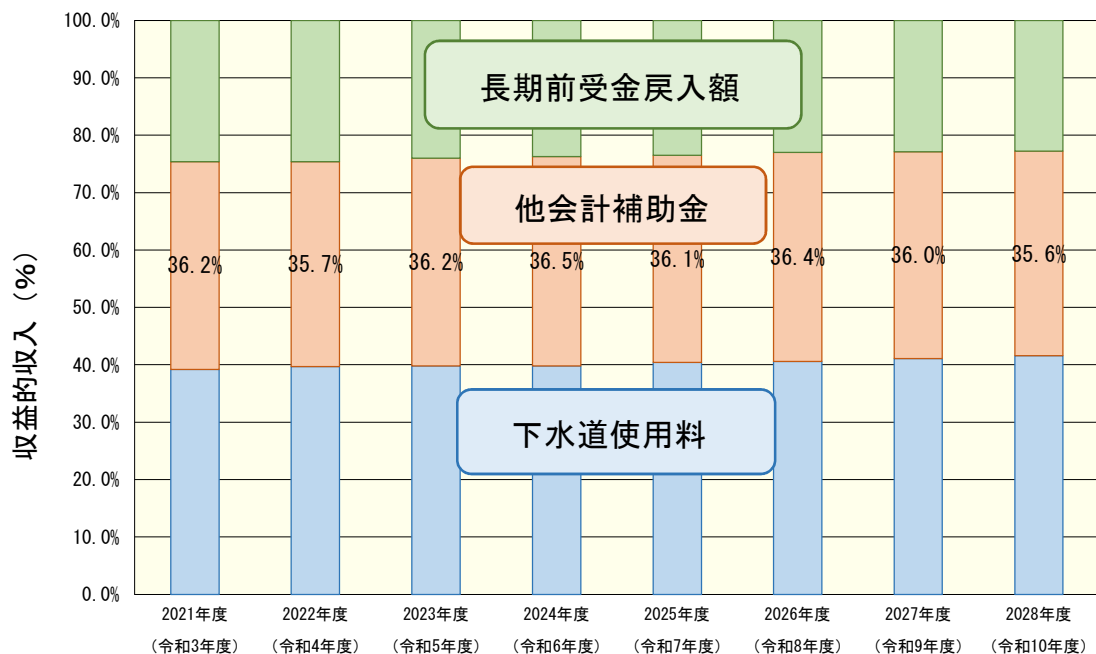 100.0%
90.0%
80.0%
70.0%
60.0%
50.0%
40.0%
30.0%
20.0%
10.0%
0.0%
収益的収入（％）
長期前受金戻入額
他会計補助金
36.2%
35.7%
36.2%
36.5%
36.1%
36.4%
36.0%
35.6%
下水道使用料
2021年度
（令和3年度）
2022年度
（令和4年度）
2023年度
（令和5年度）
2024年度
（令和6年度）
2025年度
（令和7年度）
2026年度
（令和8年度）
2027年度
（令和9年度）
2028年度
（令和10年度）